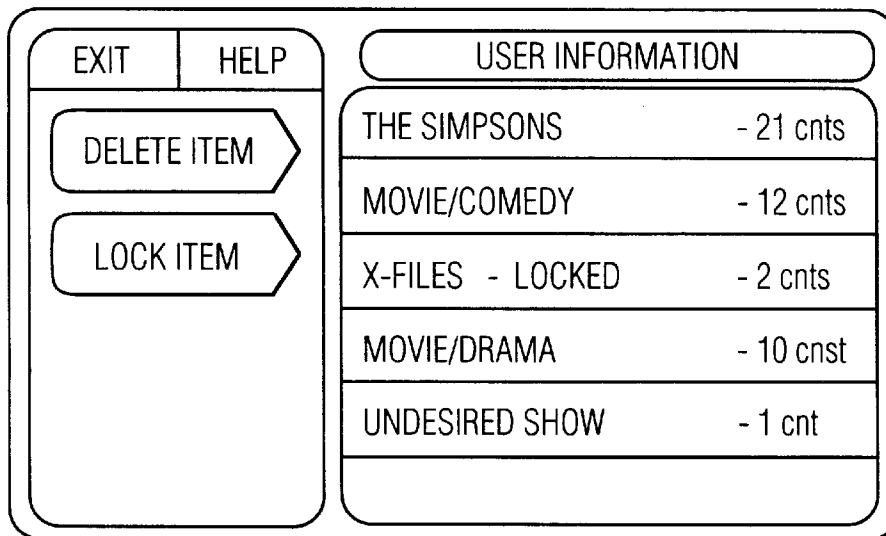 EXIT HELP
DELETE ITEM
LOCK ITEM
USER INFORMATION
THE SIMPSONS - 21 cnts
MOVIE/COMEDY - 12 cnts
X-FILES - LOCKED - 2 cnts
MOVIE/DRAMA - 10 cnst
UNDESIRED SHOW - 1 cnt